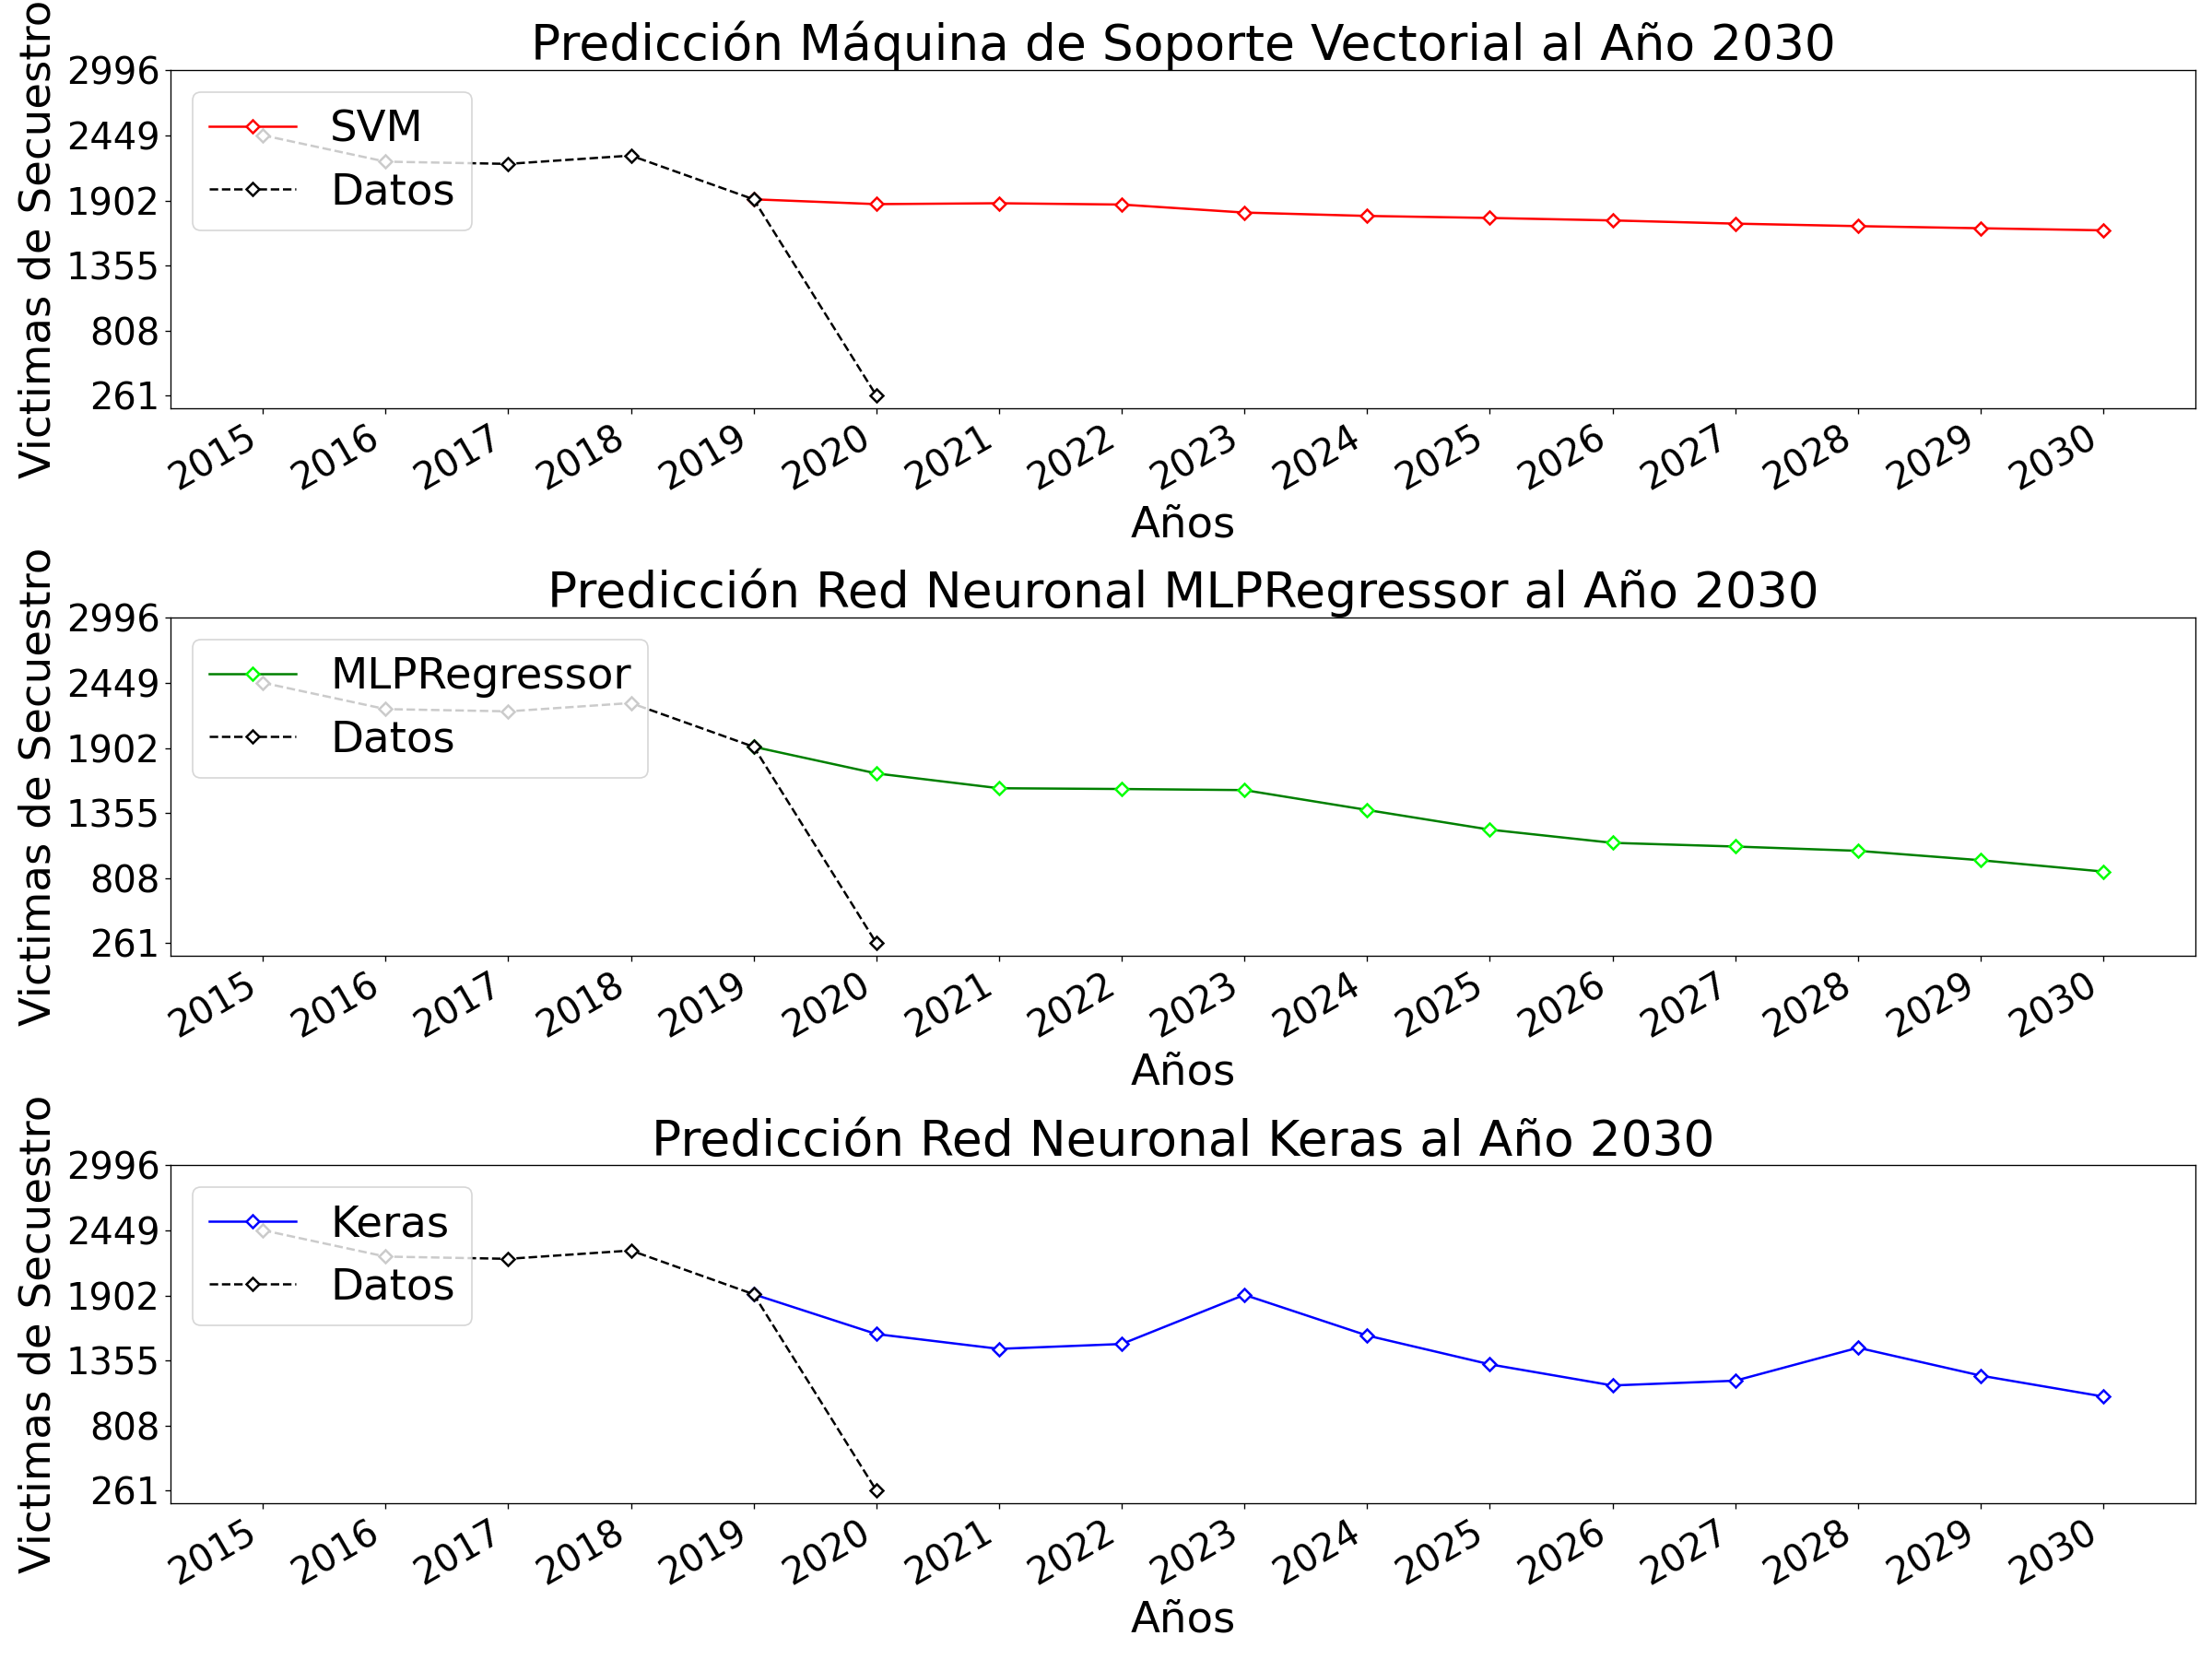 Predicción Máquina de Soporte Vectorial al Año 2030
Victimas de Secuestro
2996
2449
1902
1355
808
261
SVM
Datos
2015 2016 2017 2018 2019 2020 2021 2022 2023 2024 2025 2026 2027 2028 2029 2030
Años
Predicción Red Neuronal MLPRegressor al Año 2030
Victimas de Secuestro
2996
2449
1902
1355
808
261
MLPRegressor
Datos
2015 2016 2017 2018 2019 2020 2021 2022 2023 2024 2025 2026 2027 2028 2029 2030
Años
Predicción Red Neuronal Keras al Año 2030
Victimas de Secuestro
2996
2449
1902
1355
808
261
Keras
Datos
2015 2016 2017 2018 2019 2020 2021 2022 2023 2024 2025 2026 2027 2028 2029 2030
Años